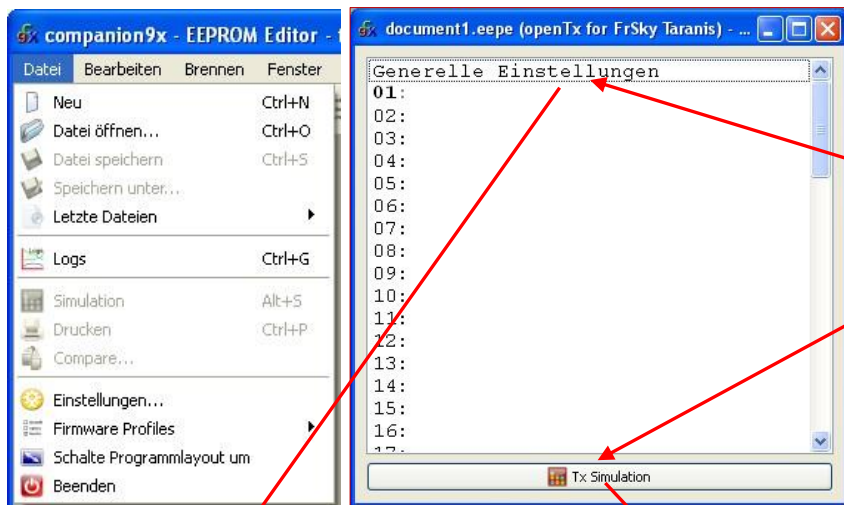 companion9x - EEPROM Editor -
Datei Bearbeiten Brennen Fenster
Neu Ctrl+N
Datei öffnen... Ctrl+O
Datei speichern Ctrl+S
Speichern unter...
Letzte Dateien
Logs Ctrl+G
Simulation Alt+S
Drucken Ctrl+P
Compare...
Einstellungen...
Firmware Profiles
Schalte Programmlayout um
Beenden
document1.eepe (openTx for FrSky Taranis) - ...
Generelle Einstellungen
01:
02:
03:
04:
05:
06:
07:
08:
09:
10:
11:
12:
13:
14:
15:
16:
17:
Tx Simulation